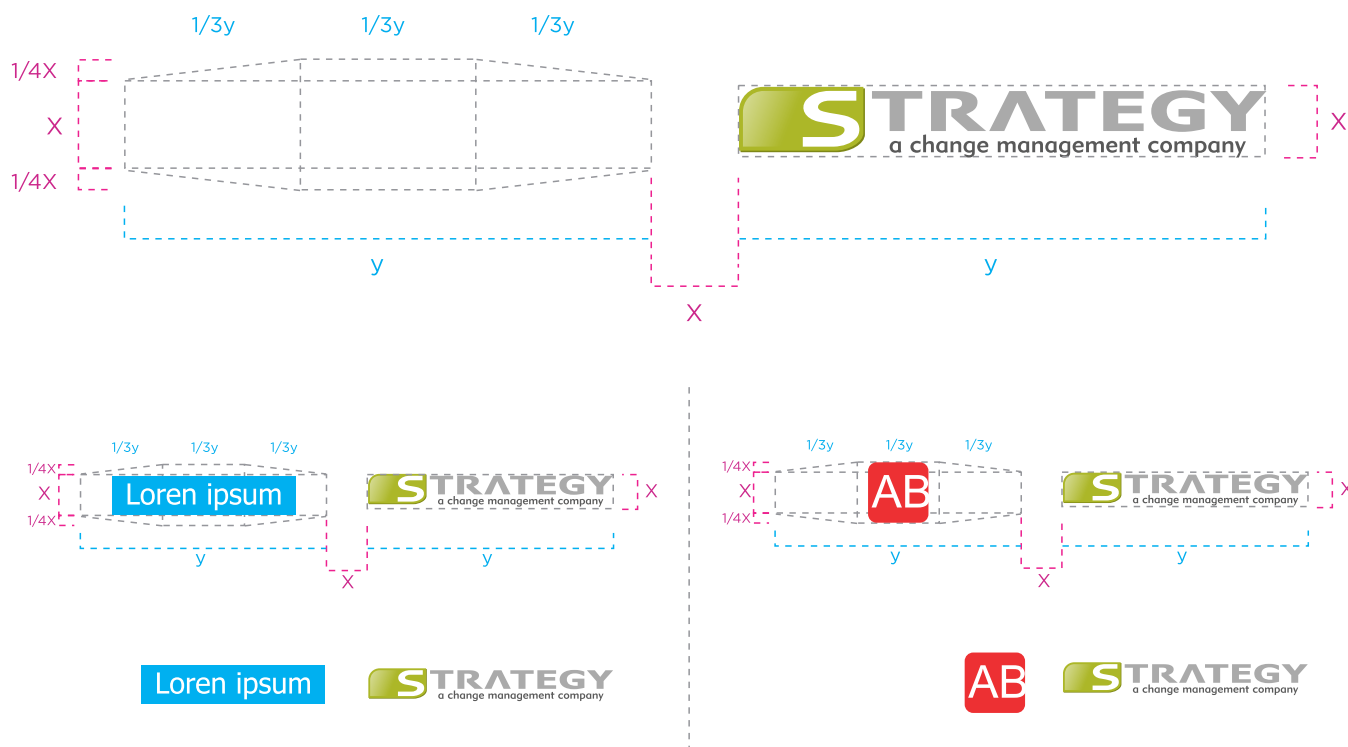 1/3y 1/3y 1/3y
1/4X
X
1/4X
STRATEGY
a change management company
X
y
y
X
1/3y 1/3y 1/3y
1/4X
X
1/4X
Loren ipsum
STRATEGY
a change management company
X
y
y
X
1/3y 1/3y 1/3y
1/4X
X
1/4X
AB
STRATEGY
a change management company
X
y
y
X
Loren ipsum
STRATEGY
a change management company
AB
STRATEGY
a change management company